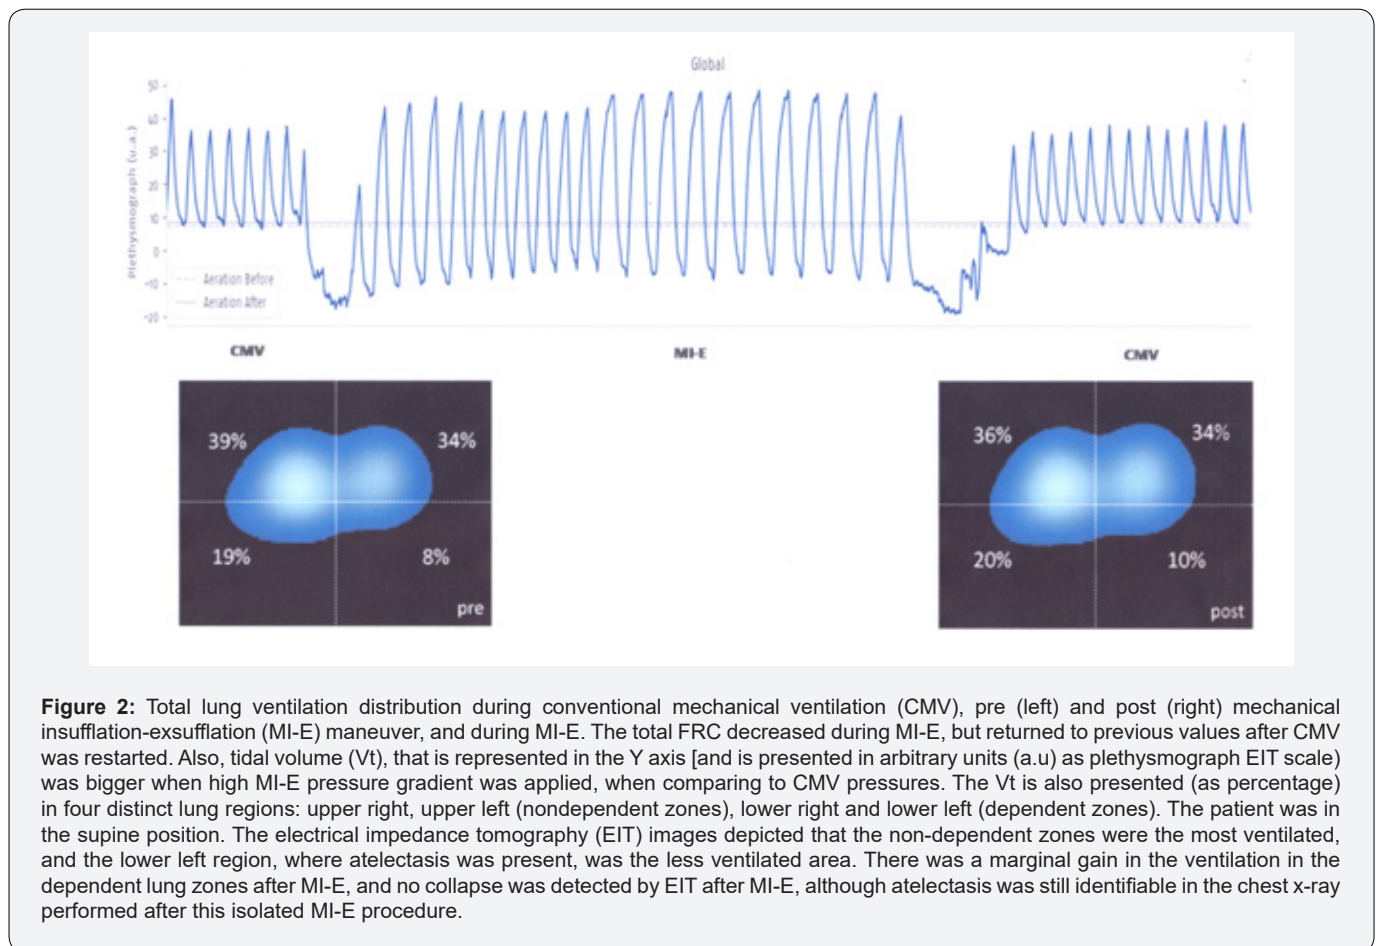 Global
50
40
30
20
10
0
-10
-20
Plethysmograph (u.a.)
Aeration Before
Aeration After
CMV
MI-E
CMV
39%
34%
19%
8%
pre
36%
34%
20%
10%
post
Figure 2: Total lung ventilation distribution during conventional mechanical ventilation (CMV), pre (left) and post (right) mechanical
insufflation-exsufflation (MI-E) maneuver, and during MI-E. The total FRC decreased during MI-E, but returned to previous values after CMV
was restarted. Also, tidal volume (Vt), that is represented in the Y axis [and is presented in arbitrary units (a.u) as plethysmograph EIT scale)
was bigger when high MI-E pressure gradient was applied, when comparing to CMV pressures. The Vt is also presented (as percentage)
in four distinct lung regions: upper right, upper left (nondependent zones), lower right and lower left (dependent zones). The patient was in
the supine position. The electrical impedance tomography (EIT) images depicted that the non-dependent zones were the most ventilated,
and the lower left region, where atelectasis was present, was the less ventilated area. There was a marginal gain in the ventilation in the
dependent lung zones after MI-E, and no collapse was detected by EIT after MI-E, although atelectasis was still identifiable in the chest x-ray
performed after this isolated MI-E procedure.